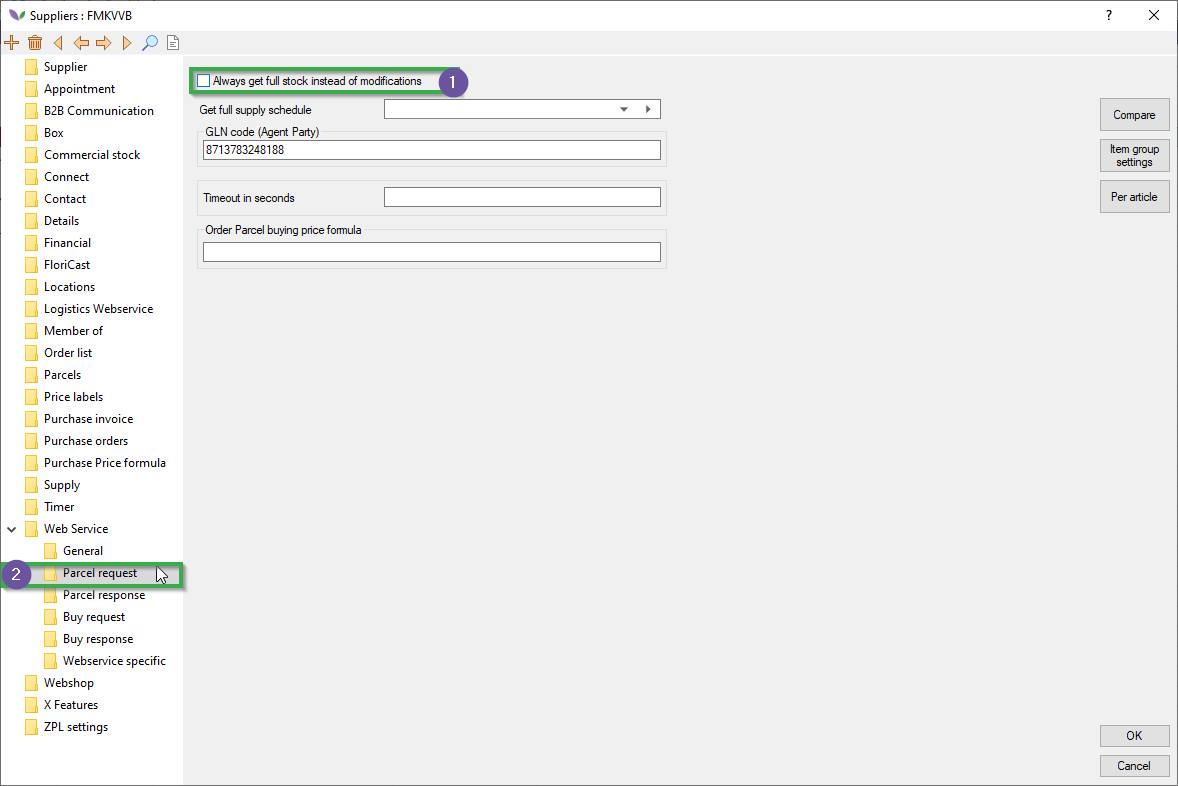 Suppliers : FMKVVB
?
Supplier
Appointment
B2B Communication
Box
Commercial stock
Connect
Contact
Details
Financial
FloriCast
Locations
Logistics Webservice
Member of
Order list
Parcels
Price labels
Purchase invoice
Purchase orders
Purchase Price formula
Supply
Timer
Web Service
General
2
Parcel request
Parcel response
Buy request
Buy response
Webservice specific
Webshop
X Features
ZPL settings
Always get full stock instead of modifications
1
Get full supply schedule
GLN code (Agent Party)
8713783248188
Timeout in seconds
Order Parcel buying price formula
Compare
Item group
settings
Per article
OK
Cancel